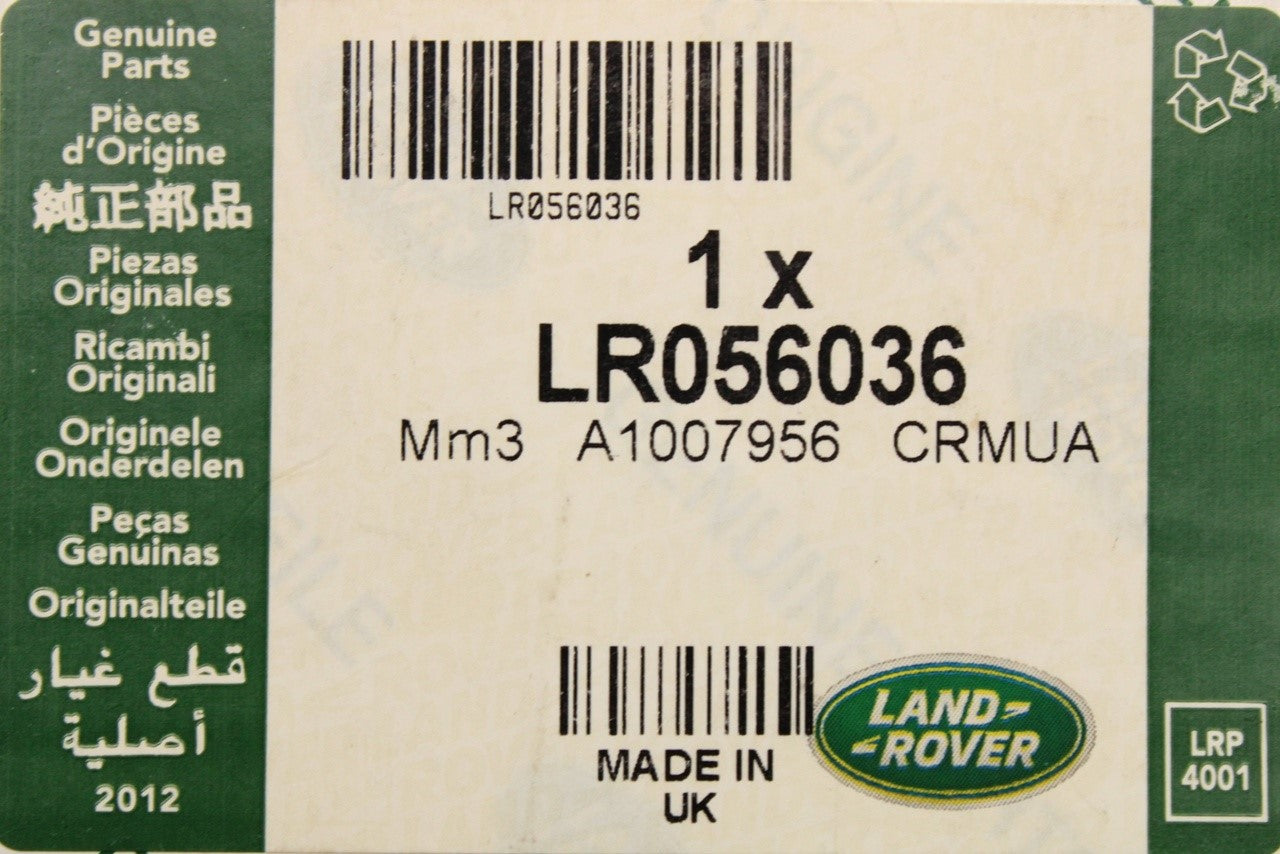 Genuine
Parts
Pièces
d'Origine
純正部品
Piezas
Originales
Ricambi
Originali
Originele
Onderdelen
Peças
Genuinas
Originalteile
قطع غيار
أصلية
2012
LR056036
1 x
LR056036
Mm3 A1007956 CRMUA
MADE IN
UK
LAND
ROVER
LRP
4001
GENUINE